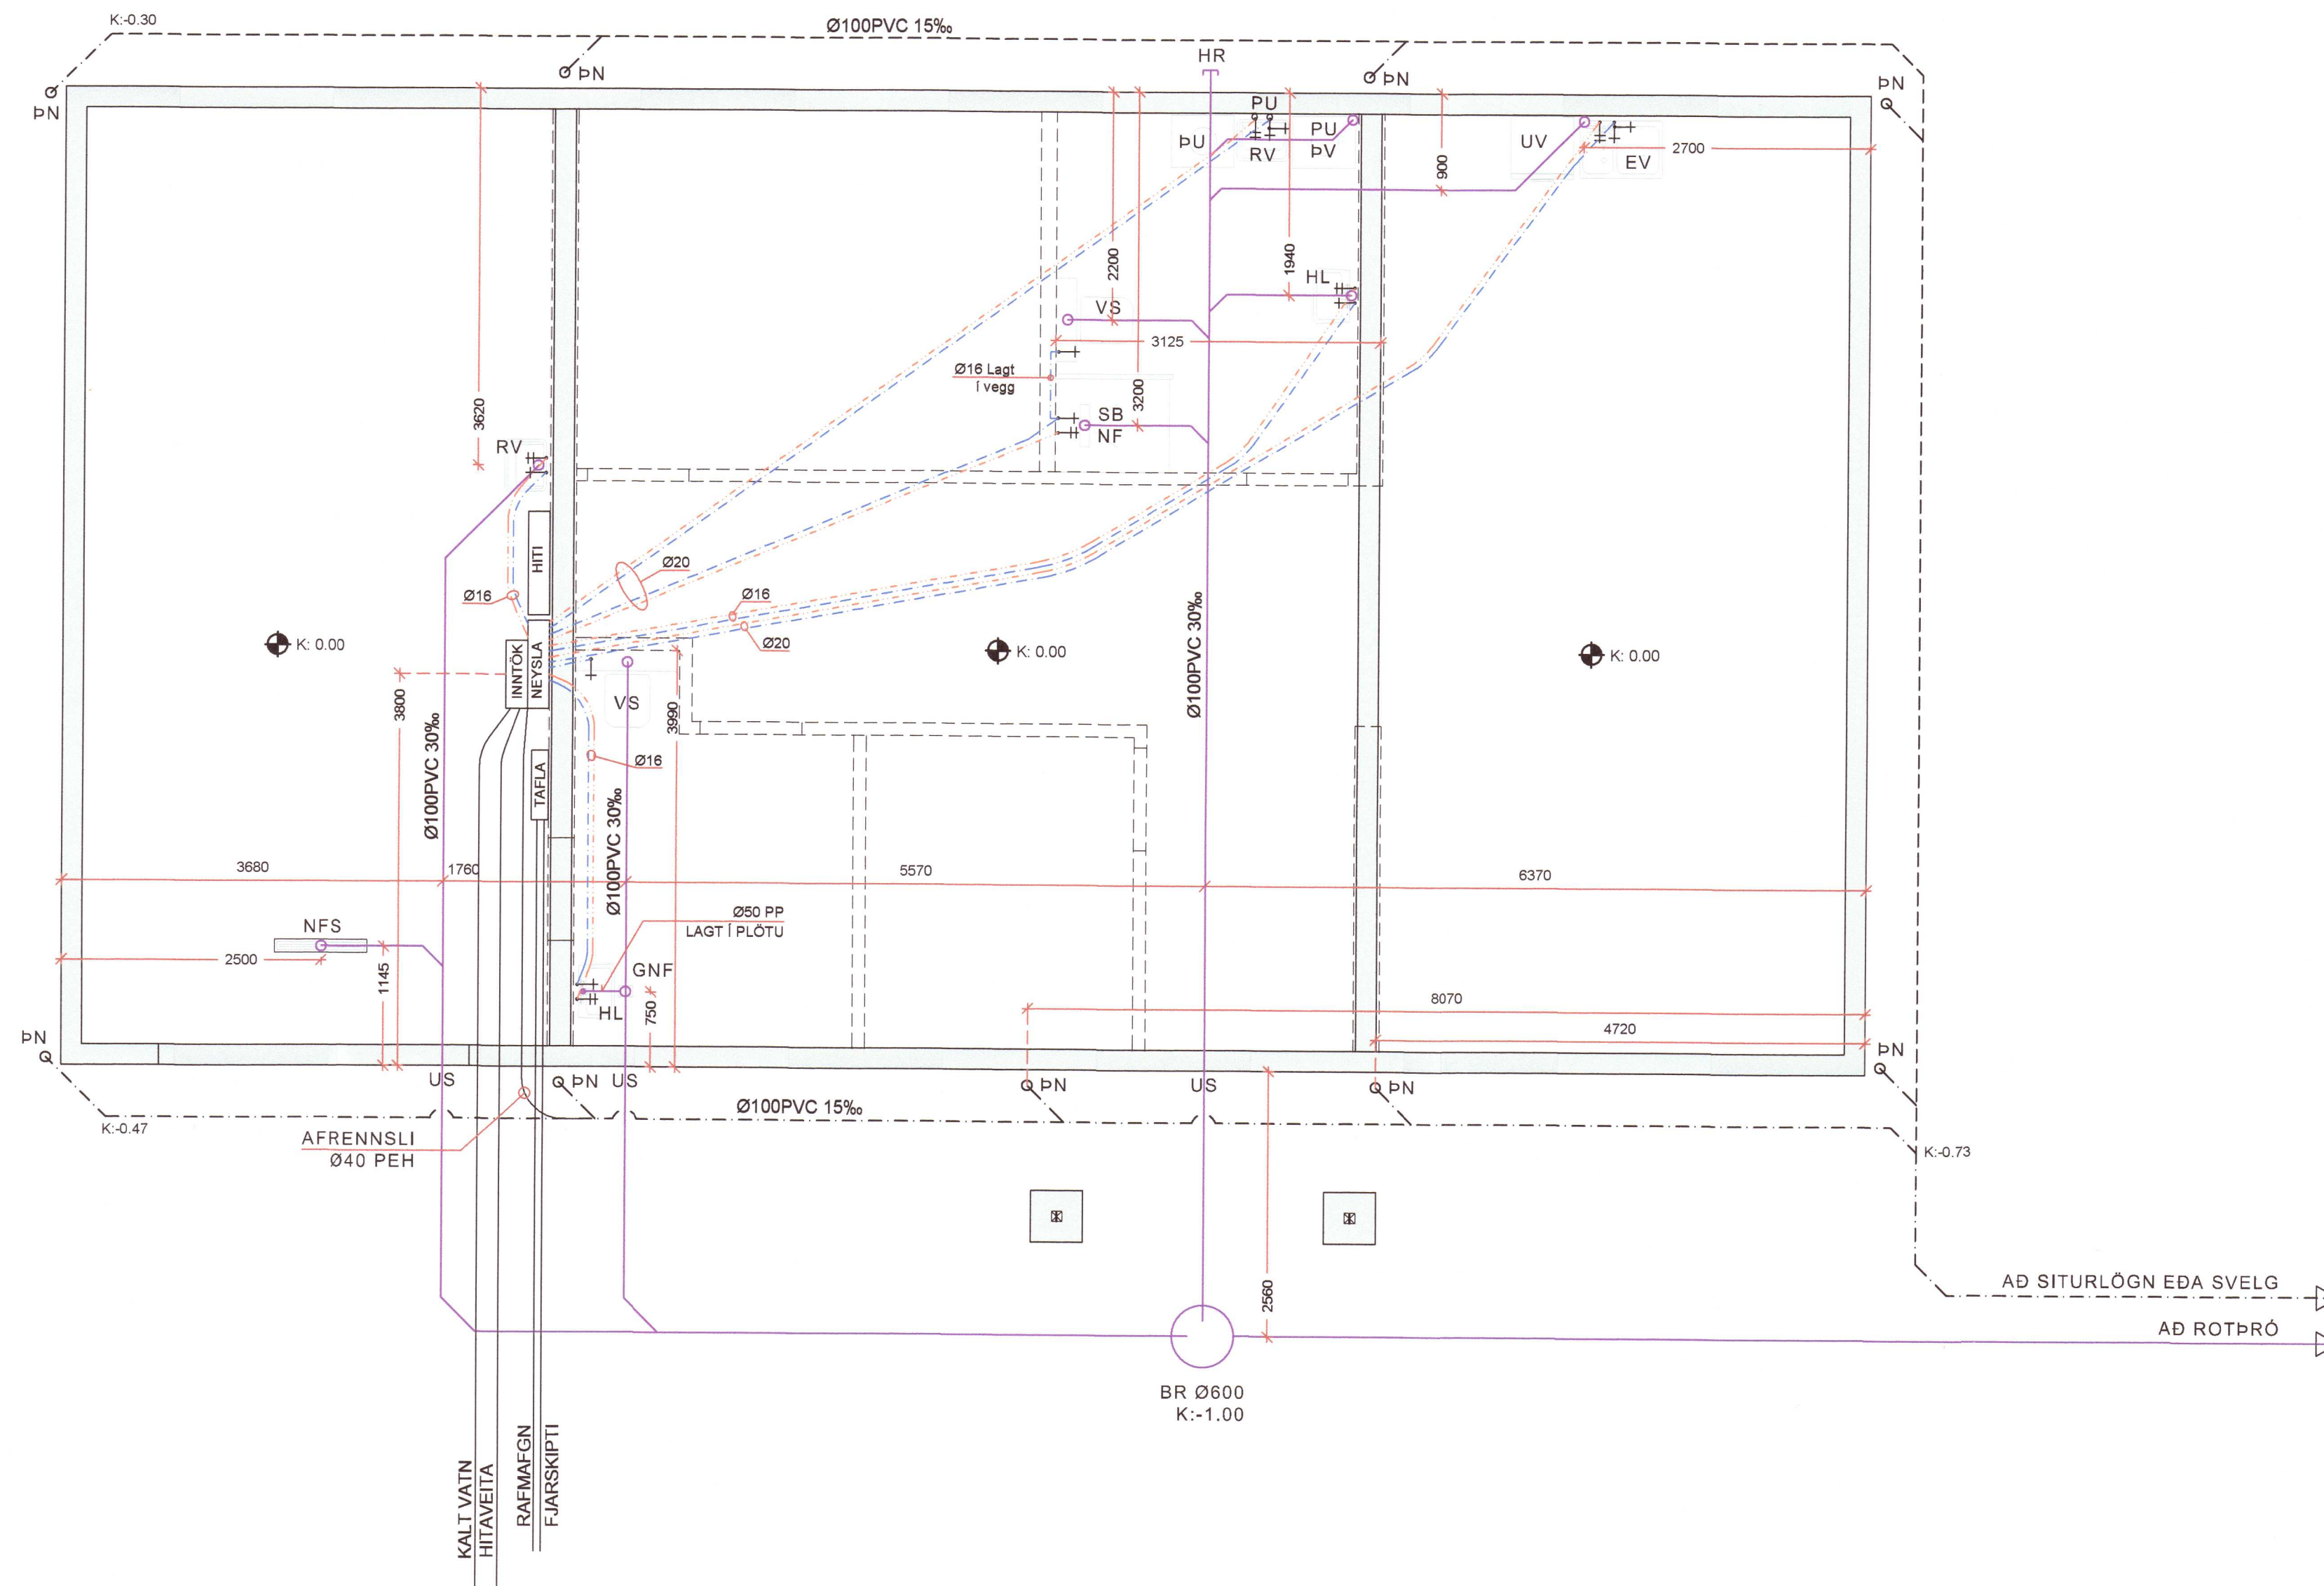 K:-0.30
Ø100PVC 15‰
HR
ÞN
ÞN
ÞN
ÞN
PU
ÞU
RV
PU
ÞV
UV
EV
2700
900
2200
1940
HL
VS
3125
Ø16 Lagt
í vegg
3200
SB
NF
3620
RV
HITI
Ø20
Ø16
Ø16
Ø20
K: 0.00
INNTÖK
NEYSLA
K: 0.00
K: 0.00
Ø100PVC 30‰
3800
VS
3990
Ø100PVC 30‰
TAFLA
Ø16
Ø100PVC 30‰
3680
1760
5570
6370
NFS
Ø50 PP
LAGT Í PLÖTU
2500
1145
GNF
HL
750
8070
4720
ÞN
US
ÞN
US
ÞN
US
ÞN
ÞN
K:-0.47
Ø100PVC 15‰
AFRENNSLI
Ø40 PEH
K:-0.73
2560
AÐ SITURLÖGN EÐA SVELG
AÐ ROTÞRÓ
BR Ø600
K:-1.00
KALT VATN
HITAVEITA
RAFMAFGN
FJARSKIPTI